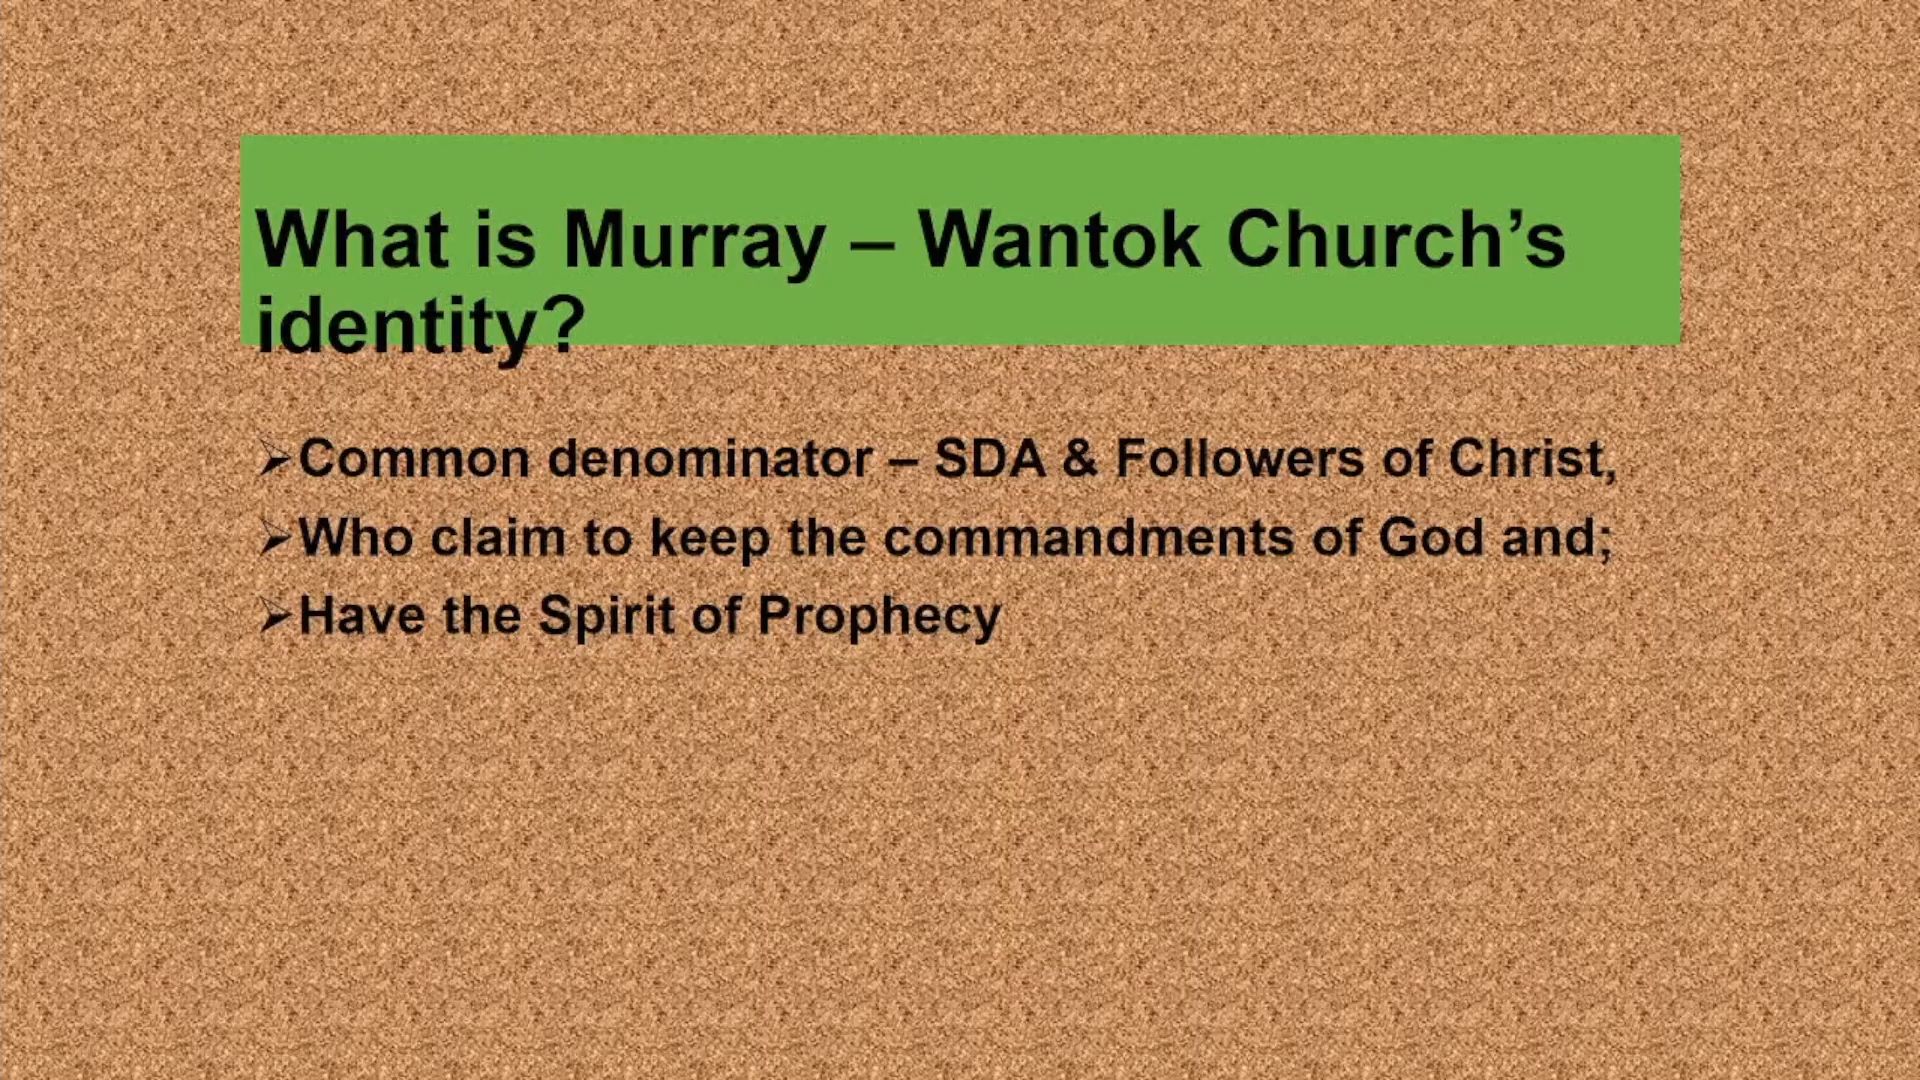 What is Murray – Wantok Church’s
identity?
➢Common denominator – SDA & Followers of Christ,
➢Who claim to keep the commandments of God and;
➢Have the Spirit of Prophecy